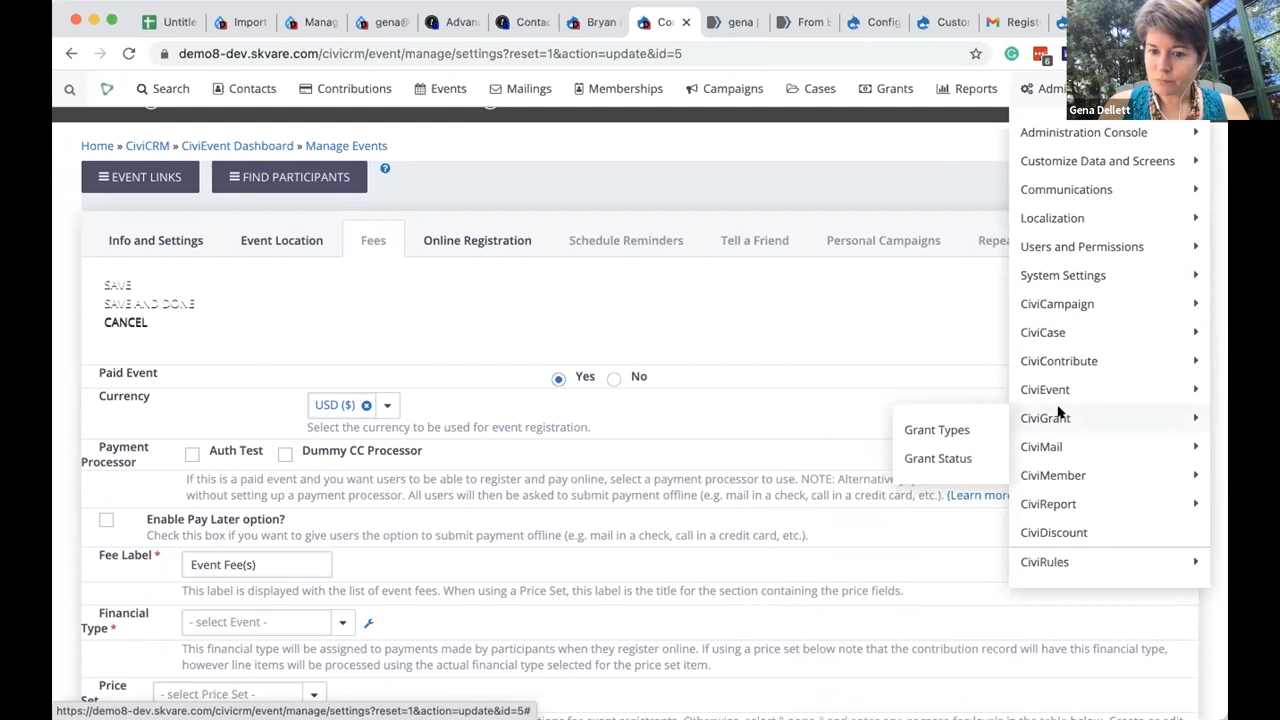 Untitle
Import
Manag
gena@
Advan
Contac
Bryan
Cor
gena |
From E
Config
Custo
Regist
demo8-dev.skvare.com/civicrm/event/manage/settings?reset=1&action=update&id=5
6
Search
Contacts
Contributions
Events
Mailings
Memberships
Campaigns
Cases
Grants
Reports
Admi
Gena Dellett
Home » CiviCRM » CiviEvent Dashboard » Manage Events
EVENT LINKS
FIND PARTICIPANTS
Info and Settings
Event Location
Fees
Online Registration
Schedule Reminders
Tell a Friend
Personal Campaigns
Repea
SAVE
SAVE AND DONE
CANCEL
Paid Event
Yes
No
Currency
USD ($)
Select the currency to be used for event registration.
Payment
Processor
Auth Test
Dummy CC Processor
If this is a paid event and you want users to be able to register and pay online, select a payment processor to use. NOTE: Alternativ
without setting up a payment processor. All users will then be asked to submit payment offline (e.g. mail in a check, call in a credit card, etc.). (Learn more
Enable Pay Later option?
Check this box if you want to give users the option to submit payment offline (e.g. mail in a check, call in a credit card, etc.).
Fee Label *
Event Fee(s)
This label is displayed with the list of event fees. When using a Price Set, this label is the title for the section containing the price fields.
Financial
Type *
- select Event -
This financial type will be assigned to payments made by participants when they register online. If using a price set below note that the contribution record will have this financial type,
however line items will be processed using the actual financial type selected for the price set item.
Price
Set
- select Price Set -
https://demo8-dev.skvare.com/civicrm/event/manage/settings?reset=1&action=update&id=5#
Administration Console
Customize Data and Screens
Communications
Localization
Users and Permissions
System Settings
CiviCampaign
CiviCase
CiviContribute
CiviEvent
CiviGrant
CiviMail
CiviMember
CiviReport
CiviDiscount
CiviRules
Grant Types
Grant Status